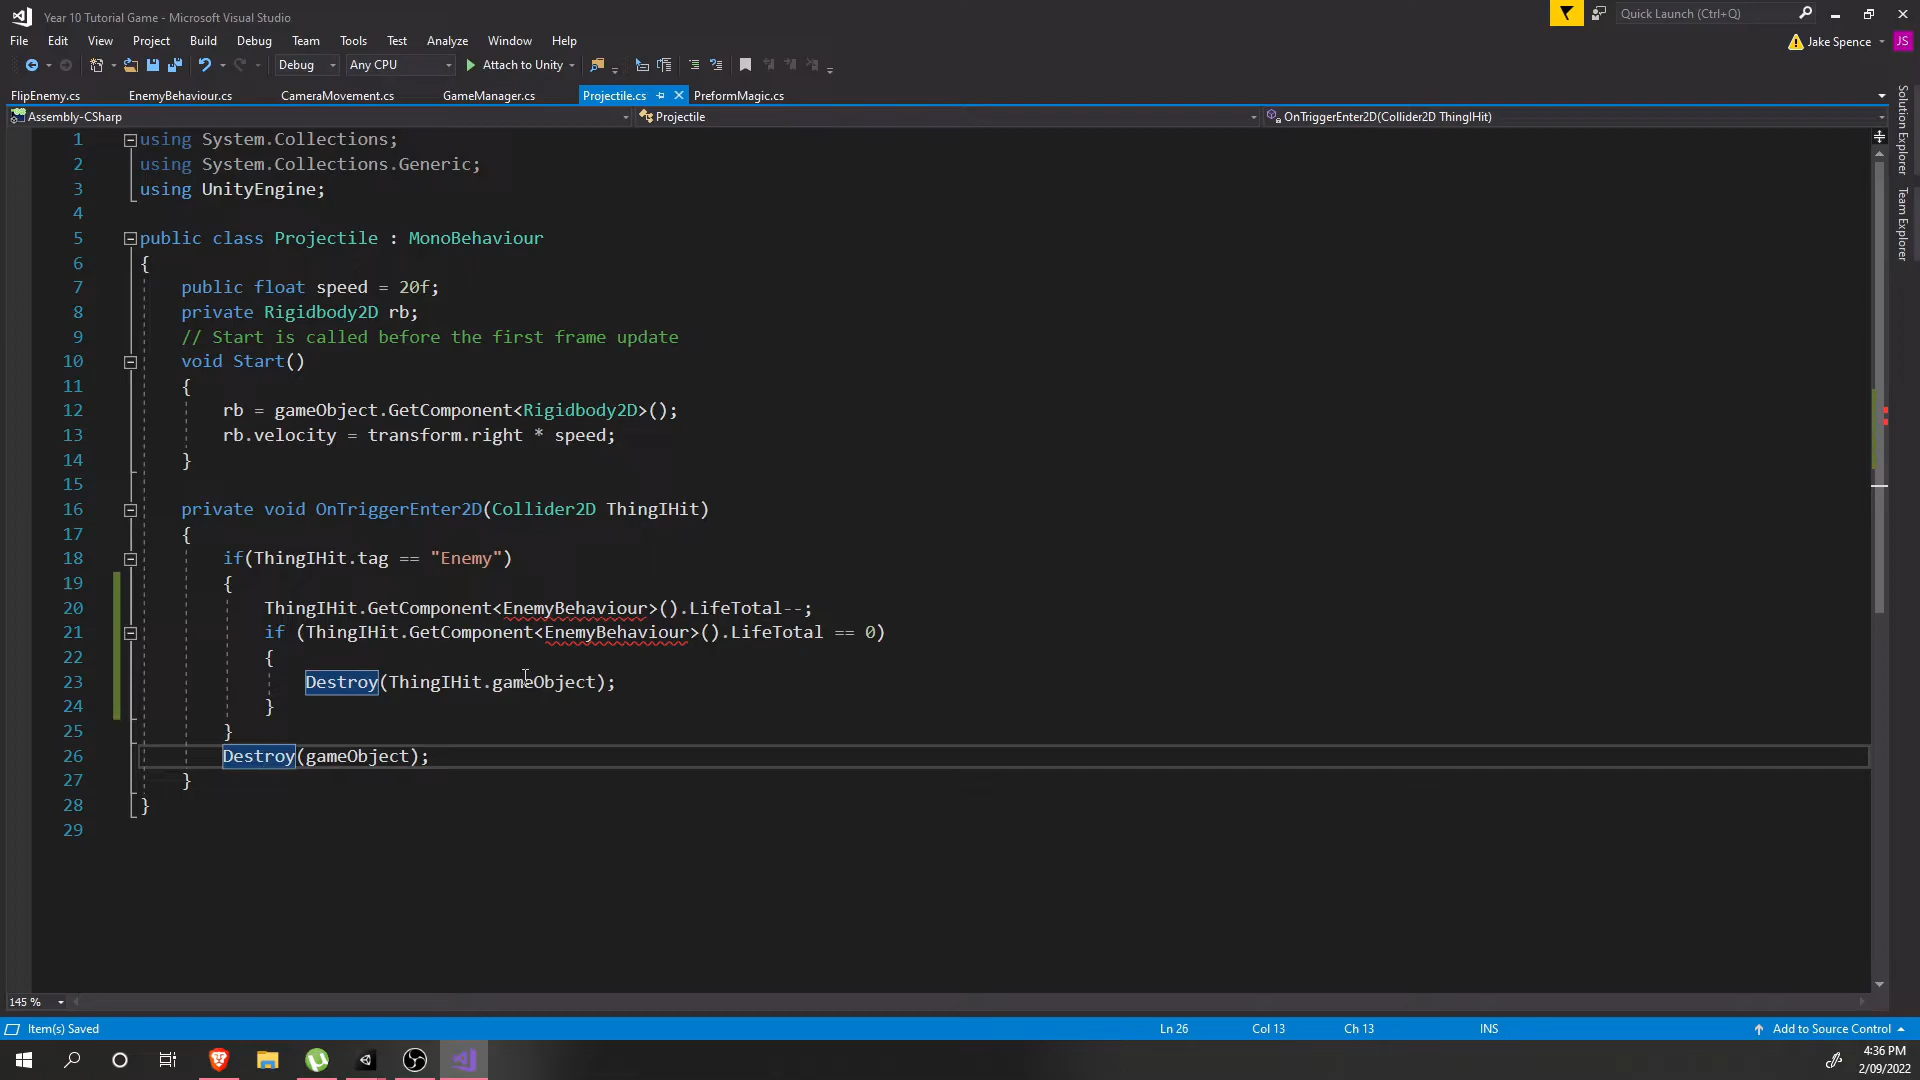 Year 10 Tutorial Game - Microsoft Visual Studio
Quick Launch (Ctrl+Q)
File Edit View Project Build Debug Team Tools Test Analyze Window Help
Jake Spence JS
Debug Any CPU Attach to Unity
FlipEnemy.cs EnemyBehaviour.cs CameraMovement.cs GameManager.cs Projectile.cs PreformMagic.cs
Assembly-CSharp Projectile OnTriggerEnter2D(Collider2D ThingIHit)
Solution Explorer
Team Explorer
1 using System.Collections;
2 using System.Collections.Generic;
3 using UnityEngine;
4
5 public class Projectile : MonoBehaviour
6 {
7 public float speed = 20f;
8 private Rigidbody2D rb;
9 // Start is called before the first frame update
10 void Start()
11 {
12 rb = gameObject.GetComponent<Rigidbody2D>();
13 rb.velocity = transform.right * speed;
14 }
15
16 private void OnTriggerEnter2D(Collider2D ThingIHit)
17 {
18 if(ThingIHit.tag == "Enemy")
19 {
20 ThingIHit.GetComponent<EnemyBehaviour>().LifeTotal--;
21 if (ThingIHit.GetComponent<EnemyBehaviour>().LifeTotal == 0)
22 {
23 Destroy(ThingIHit.gameObject);
24 }
25 }
26 Destroy(gameObject);
27 }
28 }
29
145 %
Item(s) Saved Ln 26 Col 13 Ch 13 INS Add to Source Control
4:36 PM
2/09/2022